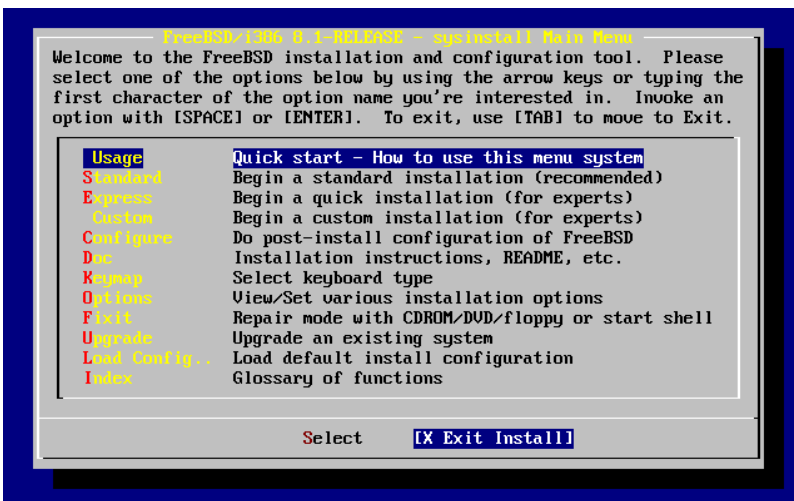 FreeBSD/i386 8.1-RELEASE - sysinstall Main Menu
Welcome to the FreeBSD installation and configuration tool.  Please
select one of the options below by using the arrow keys or typing the
first character of the option name you're interested in.  Invoke an
option with [SPACE] or [ENTER].  To exit, use [TAB] to move to Exit.
Usage Quick start - How to use this menu system
Standard Begin a standard installation (recommended)
Express Begin a quick installation (for experts)
Custom Begin a custom installation (for experts)
Configure Do post-install configuration of FreeBSD
Doc Installation instructions, README, etc.
Keymap Select keyboard type
Options View/Set various installation options
Fixit Repair mode with CDROM/DVD/floppy or start shell
Upgrade Upgrade an existing system
Load Config.. Load default install configuration
Index Glossary of functions
Select [X Exit Install]